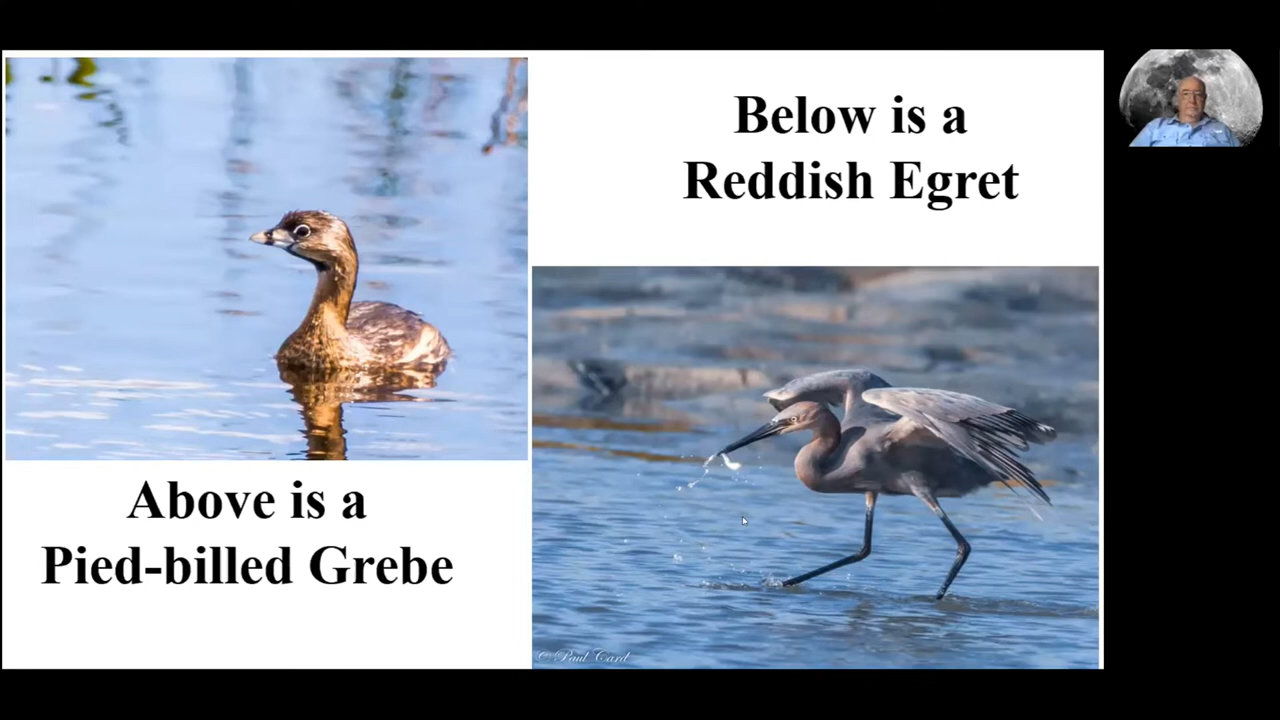 Below is a
Reddish Egret
Above is a
Pied-billed Grebe
© Paul Card